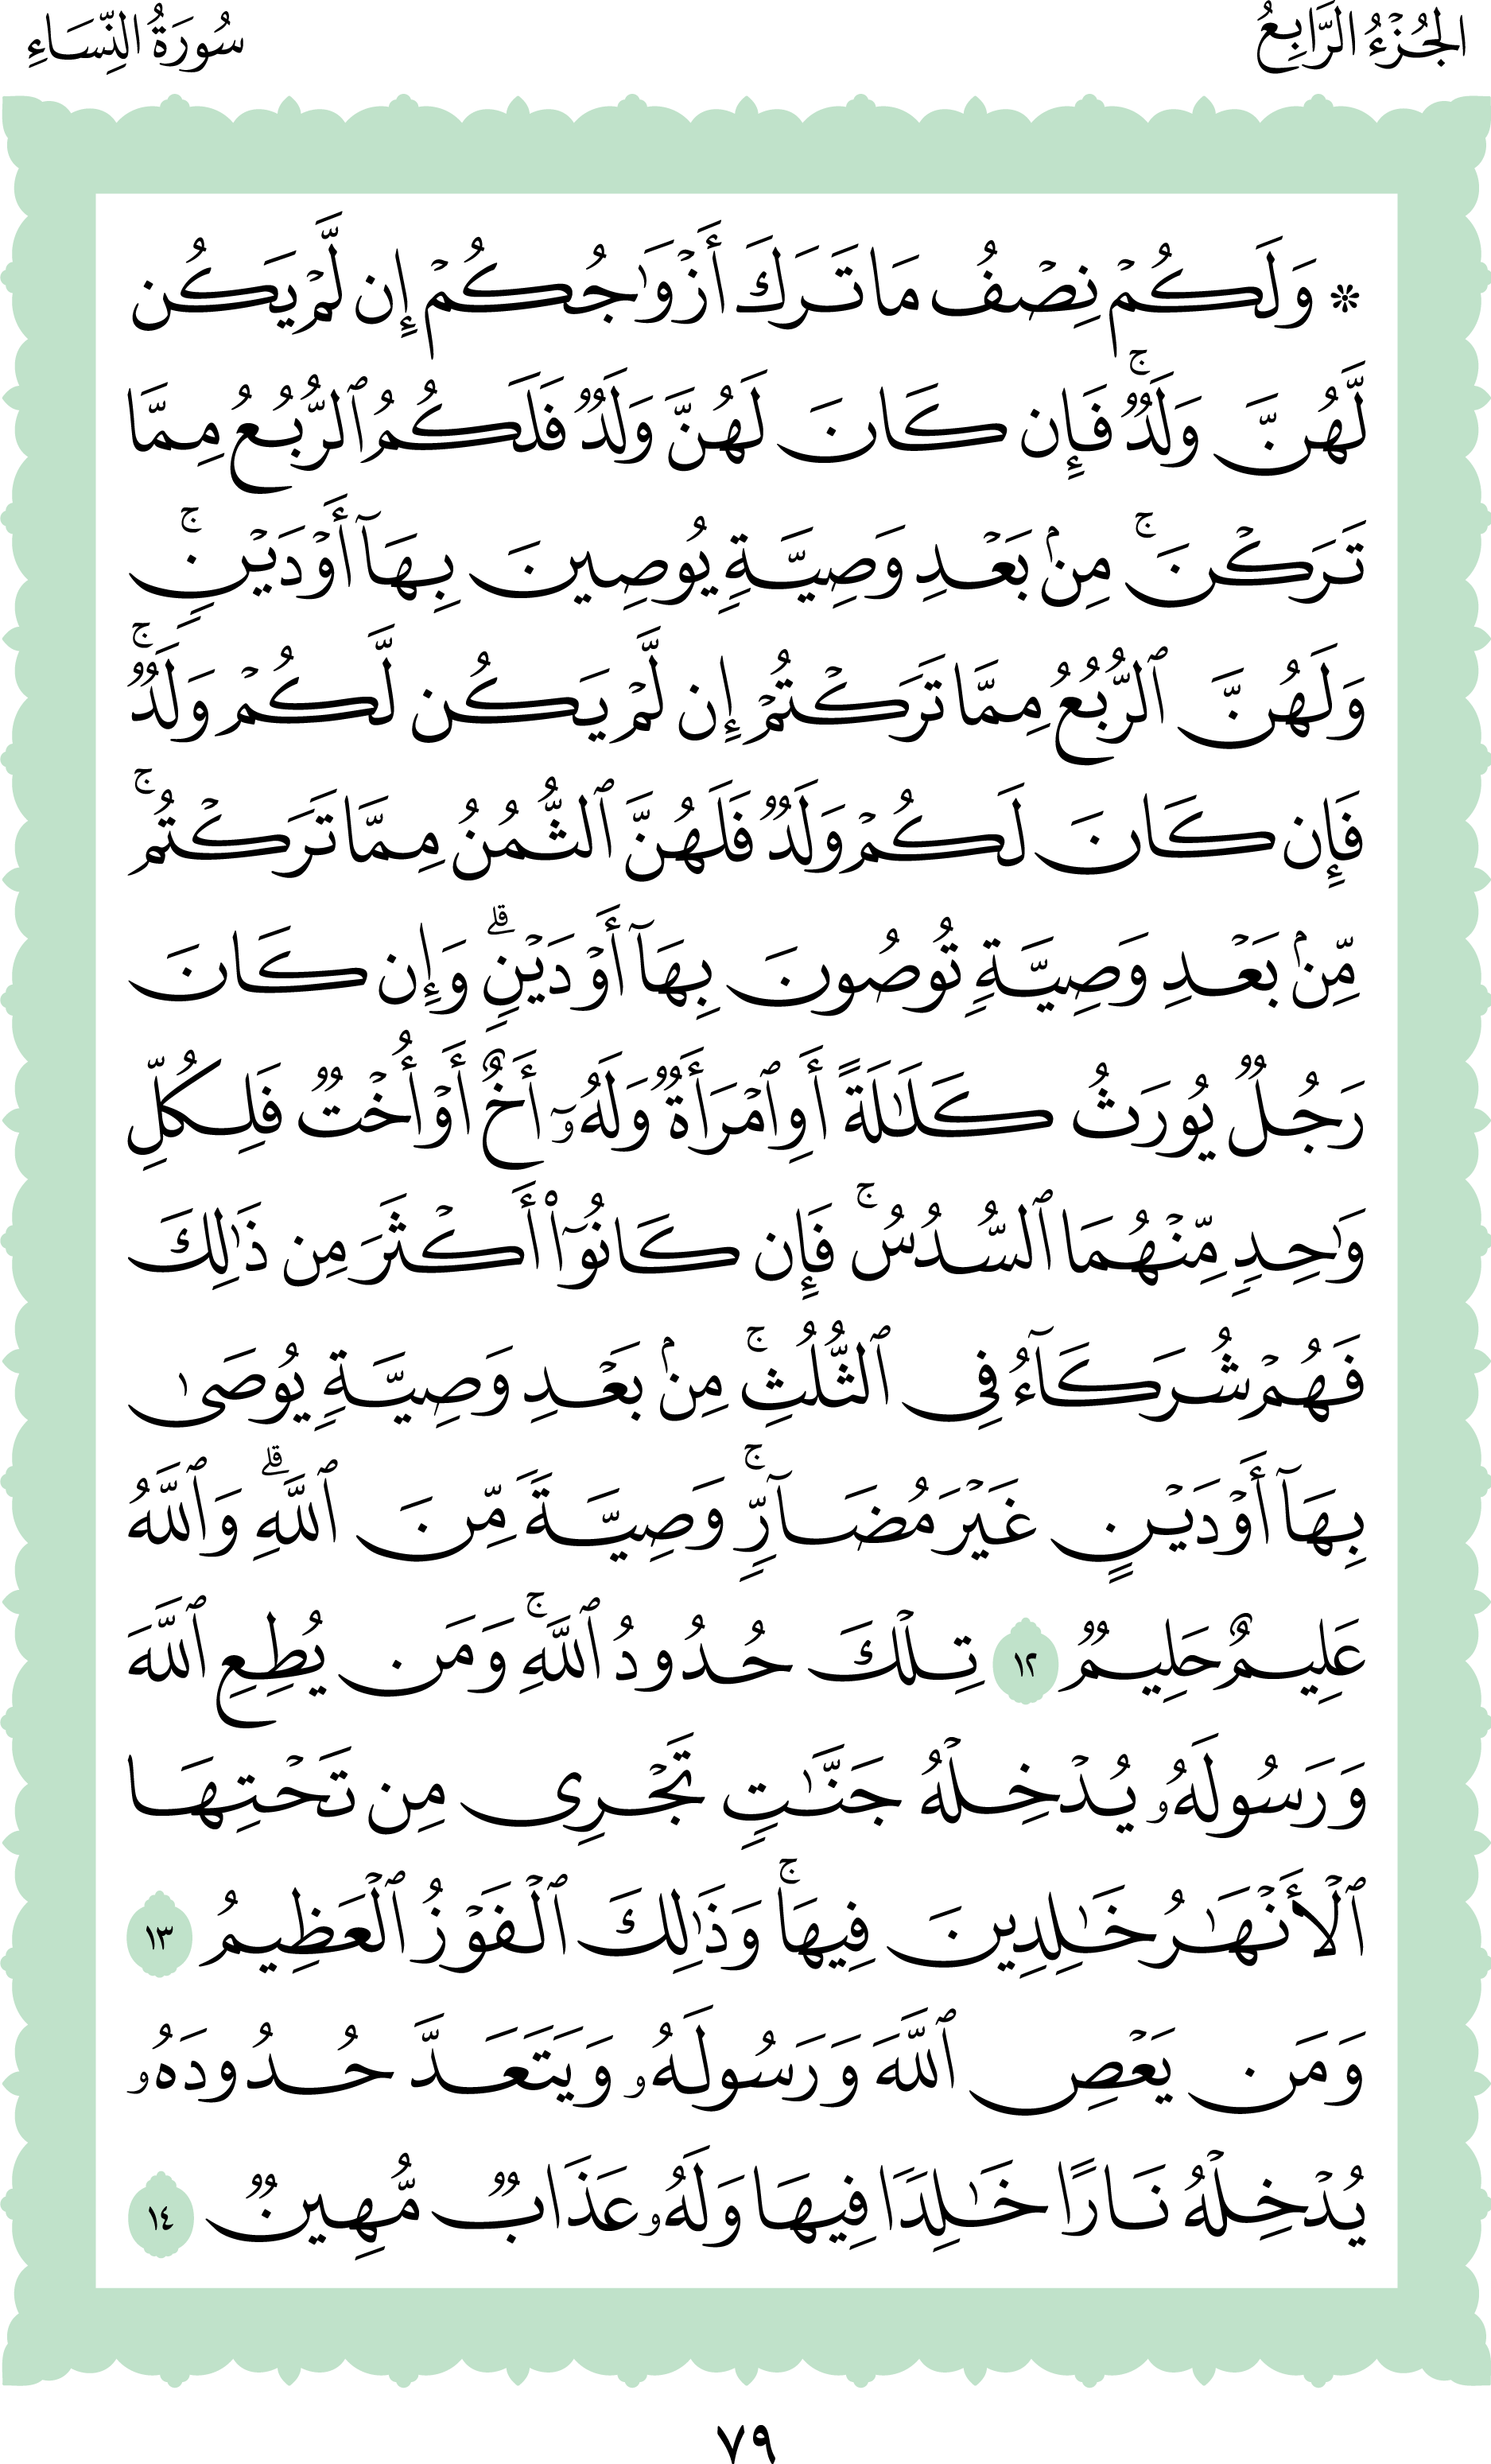 الجُزْءُ الرَّابِعُ
سُورَةُ النِّسَاءِ
۞ وَلَكُمْ نِصْفُ مَا تَرَكَ أَزْوَٰجُكُمْ إِن لَّمْ يَكُن
لَّهُنَّ وَلَدٌۚ فَإِن كَانَ لَهُنَّ وَلَدٌ فَلَكُمُ ٱلرُّبُعُ مِمَّا
تَرَكْنَۚ مِنۢ بَعْدِ وَصِيَّةٍ يُوصِينَ بِهَآ أَوْ دَيْنٍۚ
وَلَهُنَّ ٱلرُّبُعُ مِمَّا تَرَكْتُمْ إِن لَّمْ يَكُن لَّكُمْ وَلَدٌۚ
فَإِن كَانَ لَكُمْ وَلَدٌ فَلَهُنَّ ٱلثُّمُنُ مِمَّا تَرَكْتُمۚ
مِّنۢ بَعْدِ وَصِيَّةٍ تُوصُونَ بِهَآ أَوْ دَيْنٍۗ وَإِن كَانَ
رَجُلٌ يُورَثُ كَلَٰلَةً أَوِ ٱمْرَأَةٌ وَلَهُۥٓ أَخٌ أَوْ أُخْتٌ فَلِكُلِّ
وَٰحِدٍ مِّنْهُمَا ٱلسُّدُسُۚ فَإِن كَانُوٓا۟ أَكْثَرَ مِن ذَٰلِكَ
فَهُمْ شُرَكَآءُ فِى ٱلثُّلُثِۚ مِنۢ بَعْدِ وَصِيَّةٍ يُوصَىٰ
بِهَآ أَوْ دَيْنٍ غَيْرَ مُضَآرٍّۚ وَصِيَّةً مِّنَ ٱللَّهِۗ وَٱللَّهُ
عَلِيمٌ حَلِيمٌ ١٢ تِلْكَ حُدُودُ ٱللَّهِۚ وَمَن يُطِعِ ٱللَّهَ
وَرَسُولَهُۥ يُدْخِلْهُ جَنَّٰتٍ تَجْرِى مِن تَحْتِهَا
ٱلْأَنْهَٰرُ خَٰلِدِينَ فِيهَاۚ وَذَٰلِكَ ٱلْفَوْزُ ٱلْعَظِيمُ ١٣
وَمَن يَعْصِ ٱللَّهَ وَرَسُولَهُۥ وَيَتَعَدَّ حُدُودَهُۥ
يُدْخِلْهُ نَارًا خَٰلِدًا فِيهَا وَلَهُۥ عَذَابٌ مُّهِينٌ ١٤
٧٩